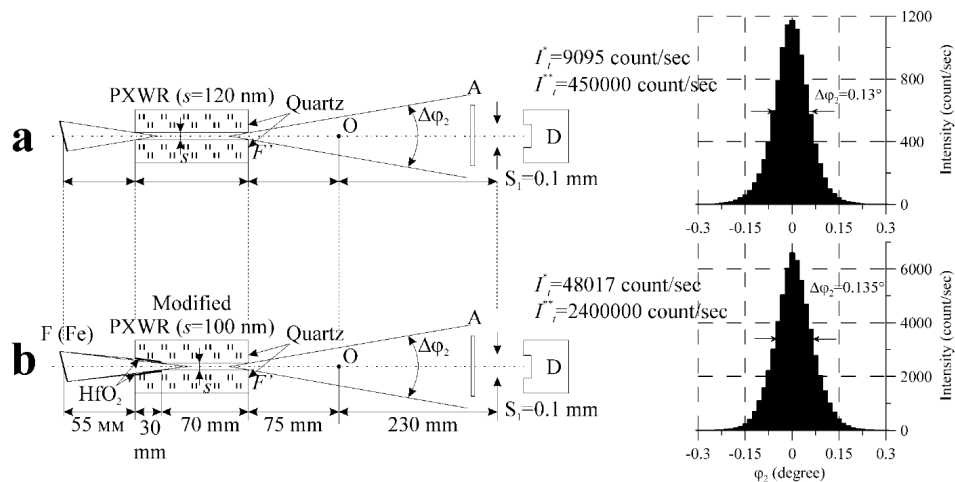 a
PXWR (s=120 nm)
Quartz
s
F’
Δφ₂
O
A
D
S₁=0.1 mm
I*ₜ=9095 count/sec
I**ₜ=450000 count/sec
Δφ₂=0.13°
1200
800
400
0
Intensity (count/sec)
-0.3 -0.15 0 0.15 0.3
b
F (Fe)
Modified
PXWR (s=100 nm)
Quartz
HfO₂
s
F’
Δφ₂
O
A
D
S₁=0.1 mm
55 мм 30 70 mm 75 mm 230 mm
mm
I*ₜ=48017 count/sec
I**ₜ=2400000 count/sec
Δφ₂=0.135°
6000
4000
2000
0
Intensity (count/sec)
-0.3 -0.15 0 0.15 0.3
φ₂ (degree)